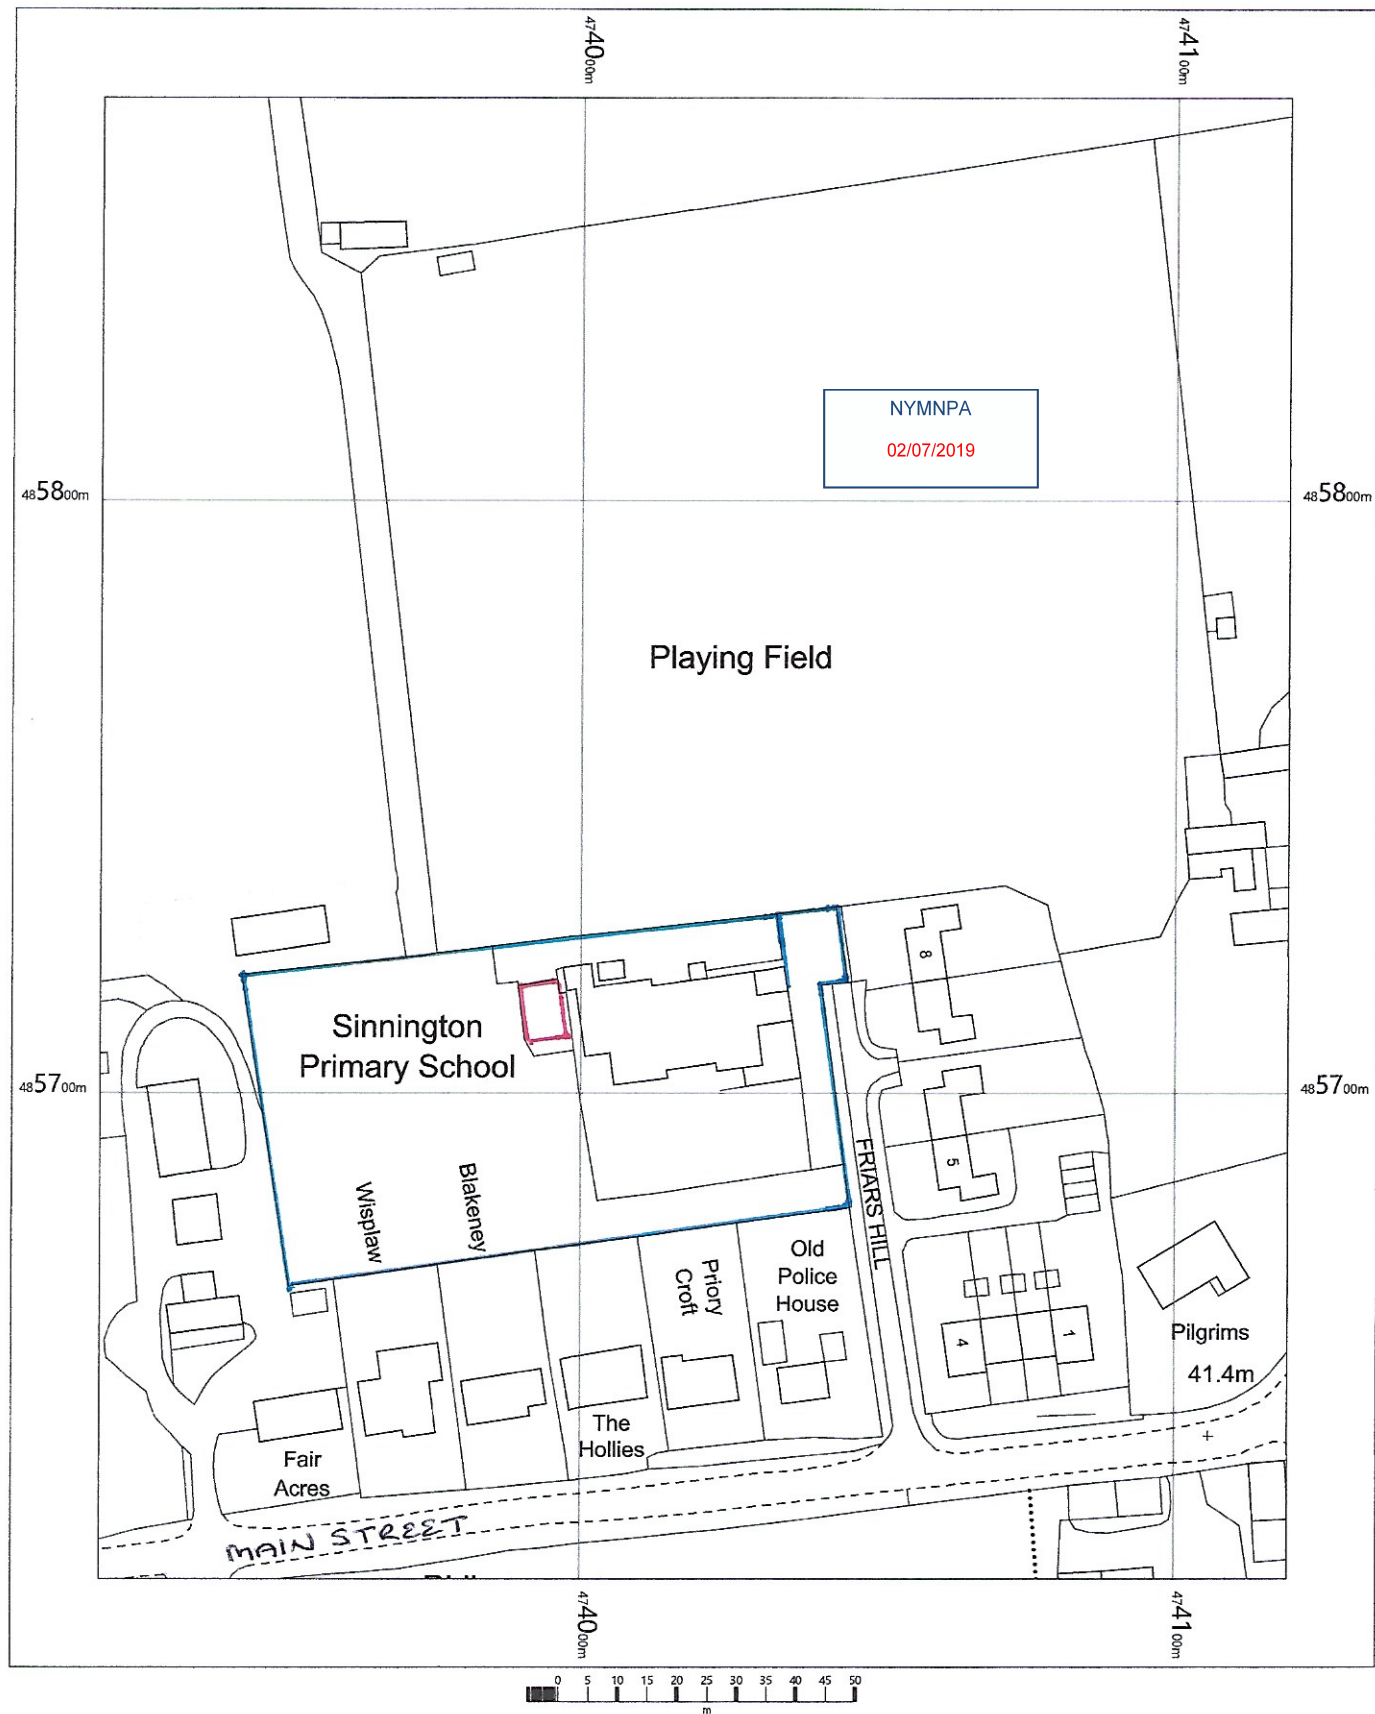 4740 00m
4741 00m
NYMNPA
02/07/2019
4858 00m
4858 00m
Playing Field
8
Sinnington
Primary School
4857 00m
4857 00m
FRIARS HILL
5
Wisplaw
Blakeney
Priory
Croft
Old
Police
House
4
1
Pilgrims
41.4m
The
Hollies
Fair
Acres
MAIN STREET
4740 00m
4741 00m
0 5 10 15 20 25 30 35 40 45 50
m